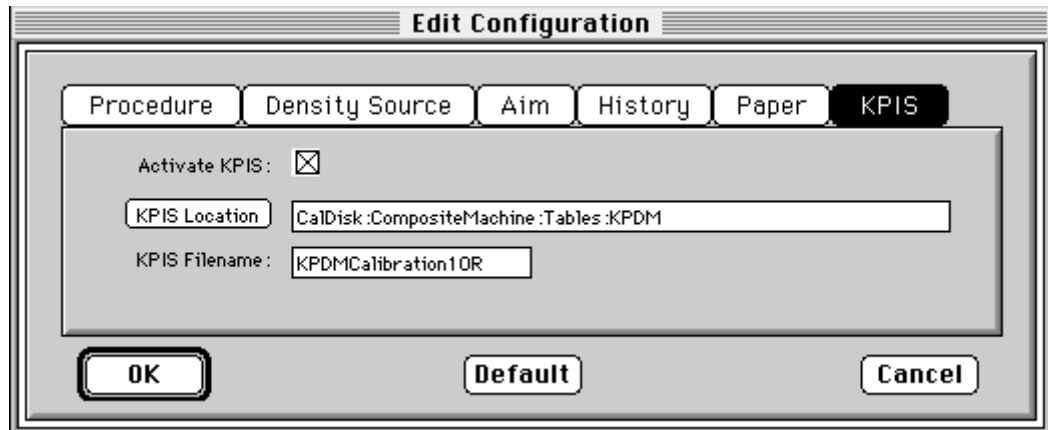 Edit Configuration
Procedure Density Source Aim History Paper KPIS
Activate KPIS:
KPIS Location CalDisk:CompositeMachine:Tables:KPDM
KPIS Filename: KPDMCalibration10R
OK Default Cancel